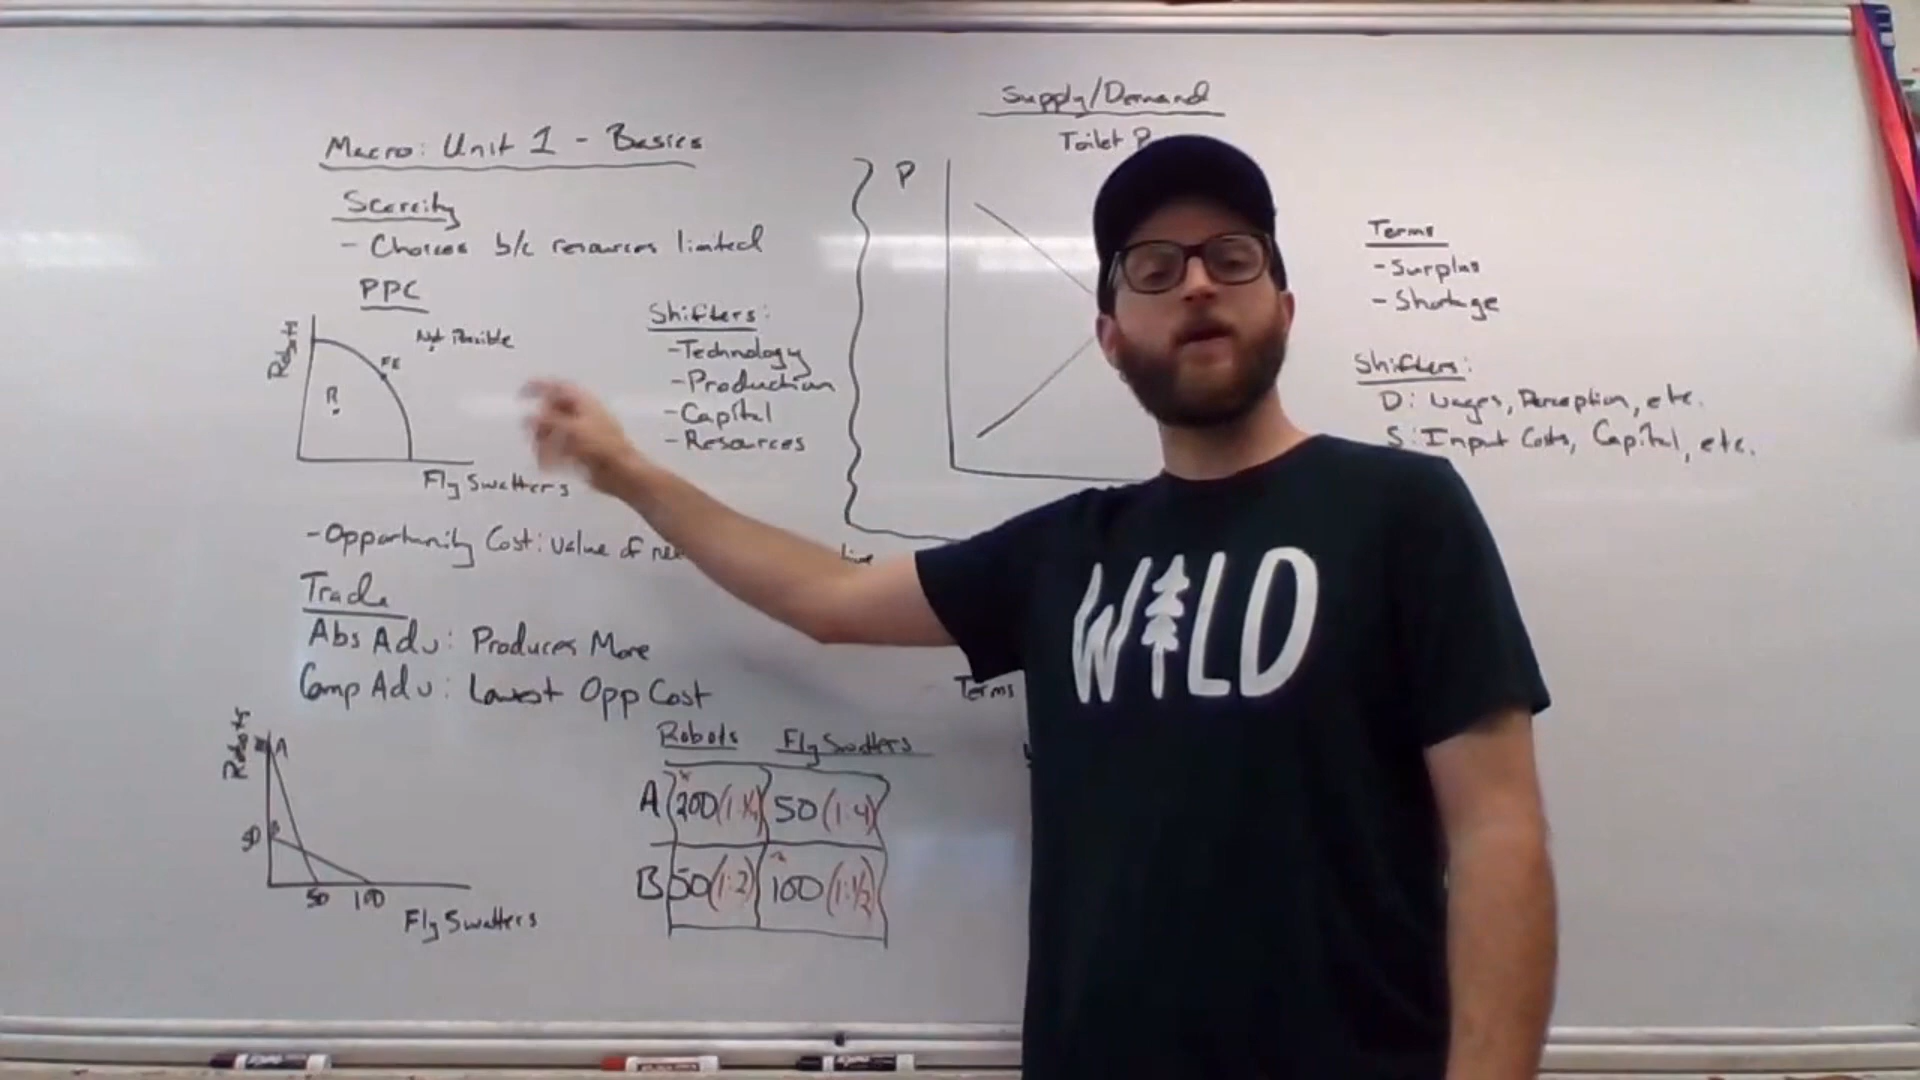 Macro: Unit 1 - Basics
Scarcity
- Choices b/c resources limited
PPC
Robots
Not Possible
FE
R
Fly Swatters
Shifters:
- Technology
- Production
- Capital
- Resources
- Opportunity Cost: value of
Trade
Abs Adv: Produces More
Comp Adv: Lowest Opp Cost
Robots
A
50
B
50 100
Fly Swatters
Robots Fly Swatters
A 200 (1:1/4) 50 (1:4)
B 50 (1:2) 100 (1:1/2)
Supply/Demand
Toilet P
P
Terms
- Surplus
- Shortage
Shifters:
D: Wages, Perception, etc.
S: Input Costs, Capital, etc.
Terms
WILD